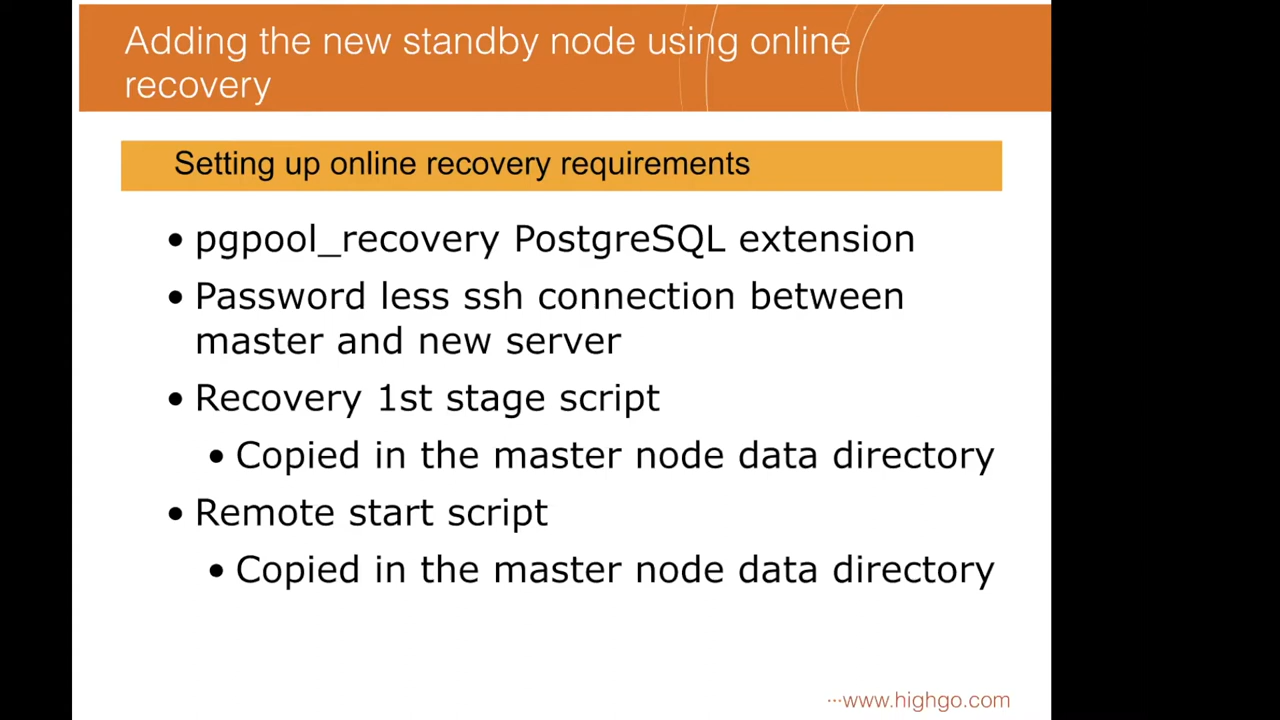 Adding the new standby node using online
recovery
Setting up online recovery requirements
• pgpool_recovery PostgreSQL extension
• Password less ssh connection between
master and new server
• Recovery 1st stage script
• Copied in the master node data directory
• Remote start script
• Copied in the master node data directory
···www.highgo.com